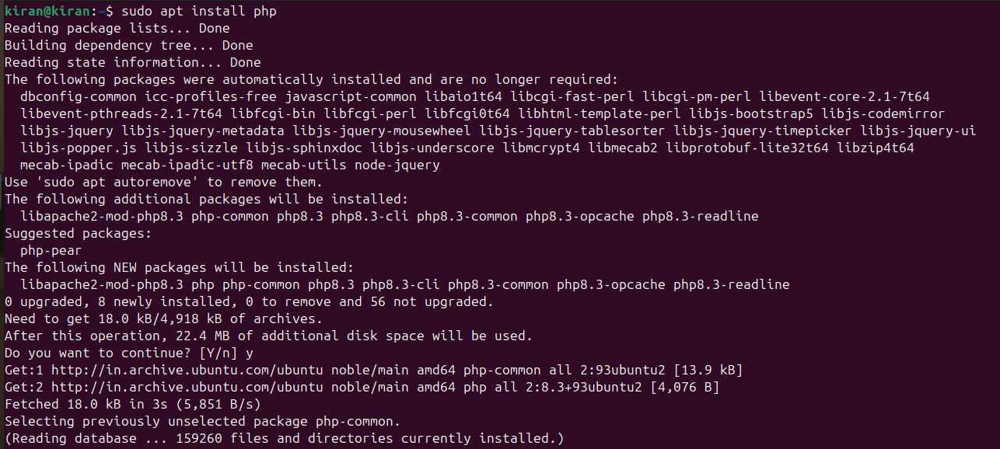 kiran@kiran:~$ sudo apt install php
Reading package lists... Done
Building dependency tree... Done
Reading state information... Done
The following packages were automatically installed and are no longer required:
  dbconfig-common icc-profiles-free javascript-common libaio1t64 libcgi-fast-perl libcgi-pm-perl libevent-core-2.1-7t64
  libevent-pthreads-2.1-7t64 libfcgi-bin libfcgi-perl libfcgi0t64 libhtml-template-perl libjs-bootstrap5 libjs-codemirror
  libjs-jquery libjs-jquery-metadata libjs-jquery-mousewheel libjs-jquery-tablesorter libjs-jquery-timepicker libjs-jquery-ui
  libjs-popper.js libjs-sizzle libjs-sphinxdoc libjs-underscore libmcrypt4 libmecab2 libprotobuf-lite32t64 libzip4t64
  mecab-ipadic mecab-ipadic-utf8 mecab-utils node-jquery
Use 'sudo apt autoremove' to remove them.
The following additional packages will be installed:
  libapache2-mod-php8.3 php-common php8.3 php8.3-cli php8.3-common php8.3-opcache php8.3-readline
Suggested packages:
  php-pear
The following NEW packages will be installed:
  libapache2-mod-php8.3 php php-common php8.3 php8.3-cli php8.3-common php8.3-opcache php8.3-readline
0 upgraded, 8 newly installed, 0 to remove and 56 not upgraded.
Need to get 18.0 kB/4,918 kB of archives.
After this operation, 22.4 MB of additional disk space will be used.
Do you want to continue? [Y/n] y
Get:1 http://in.archive.ubuntu.com/ubuntu noble/main amd64 php-common all 2:93ubuntu2 [13.9 kB]
Get:2 http://in.archive.ubuntu.com/ubuntu noble/main amd64 php all 2:8.3+93ubuntu2 [4,076 B]
Fetched 18.0 kB in 3s (5,851 B/s)
Selecting previously unselected package php-common.
(Reading database ... 159260 files and directories currently installed.)